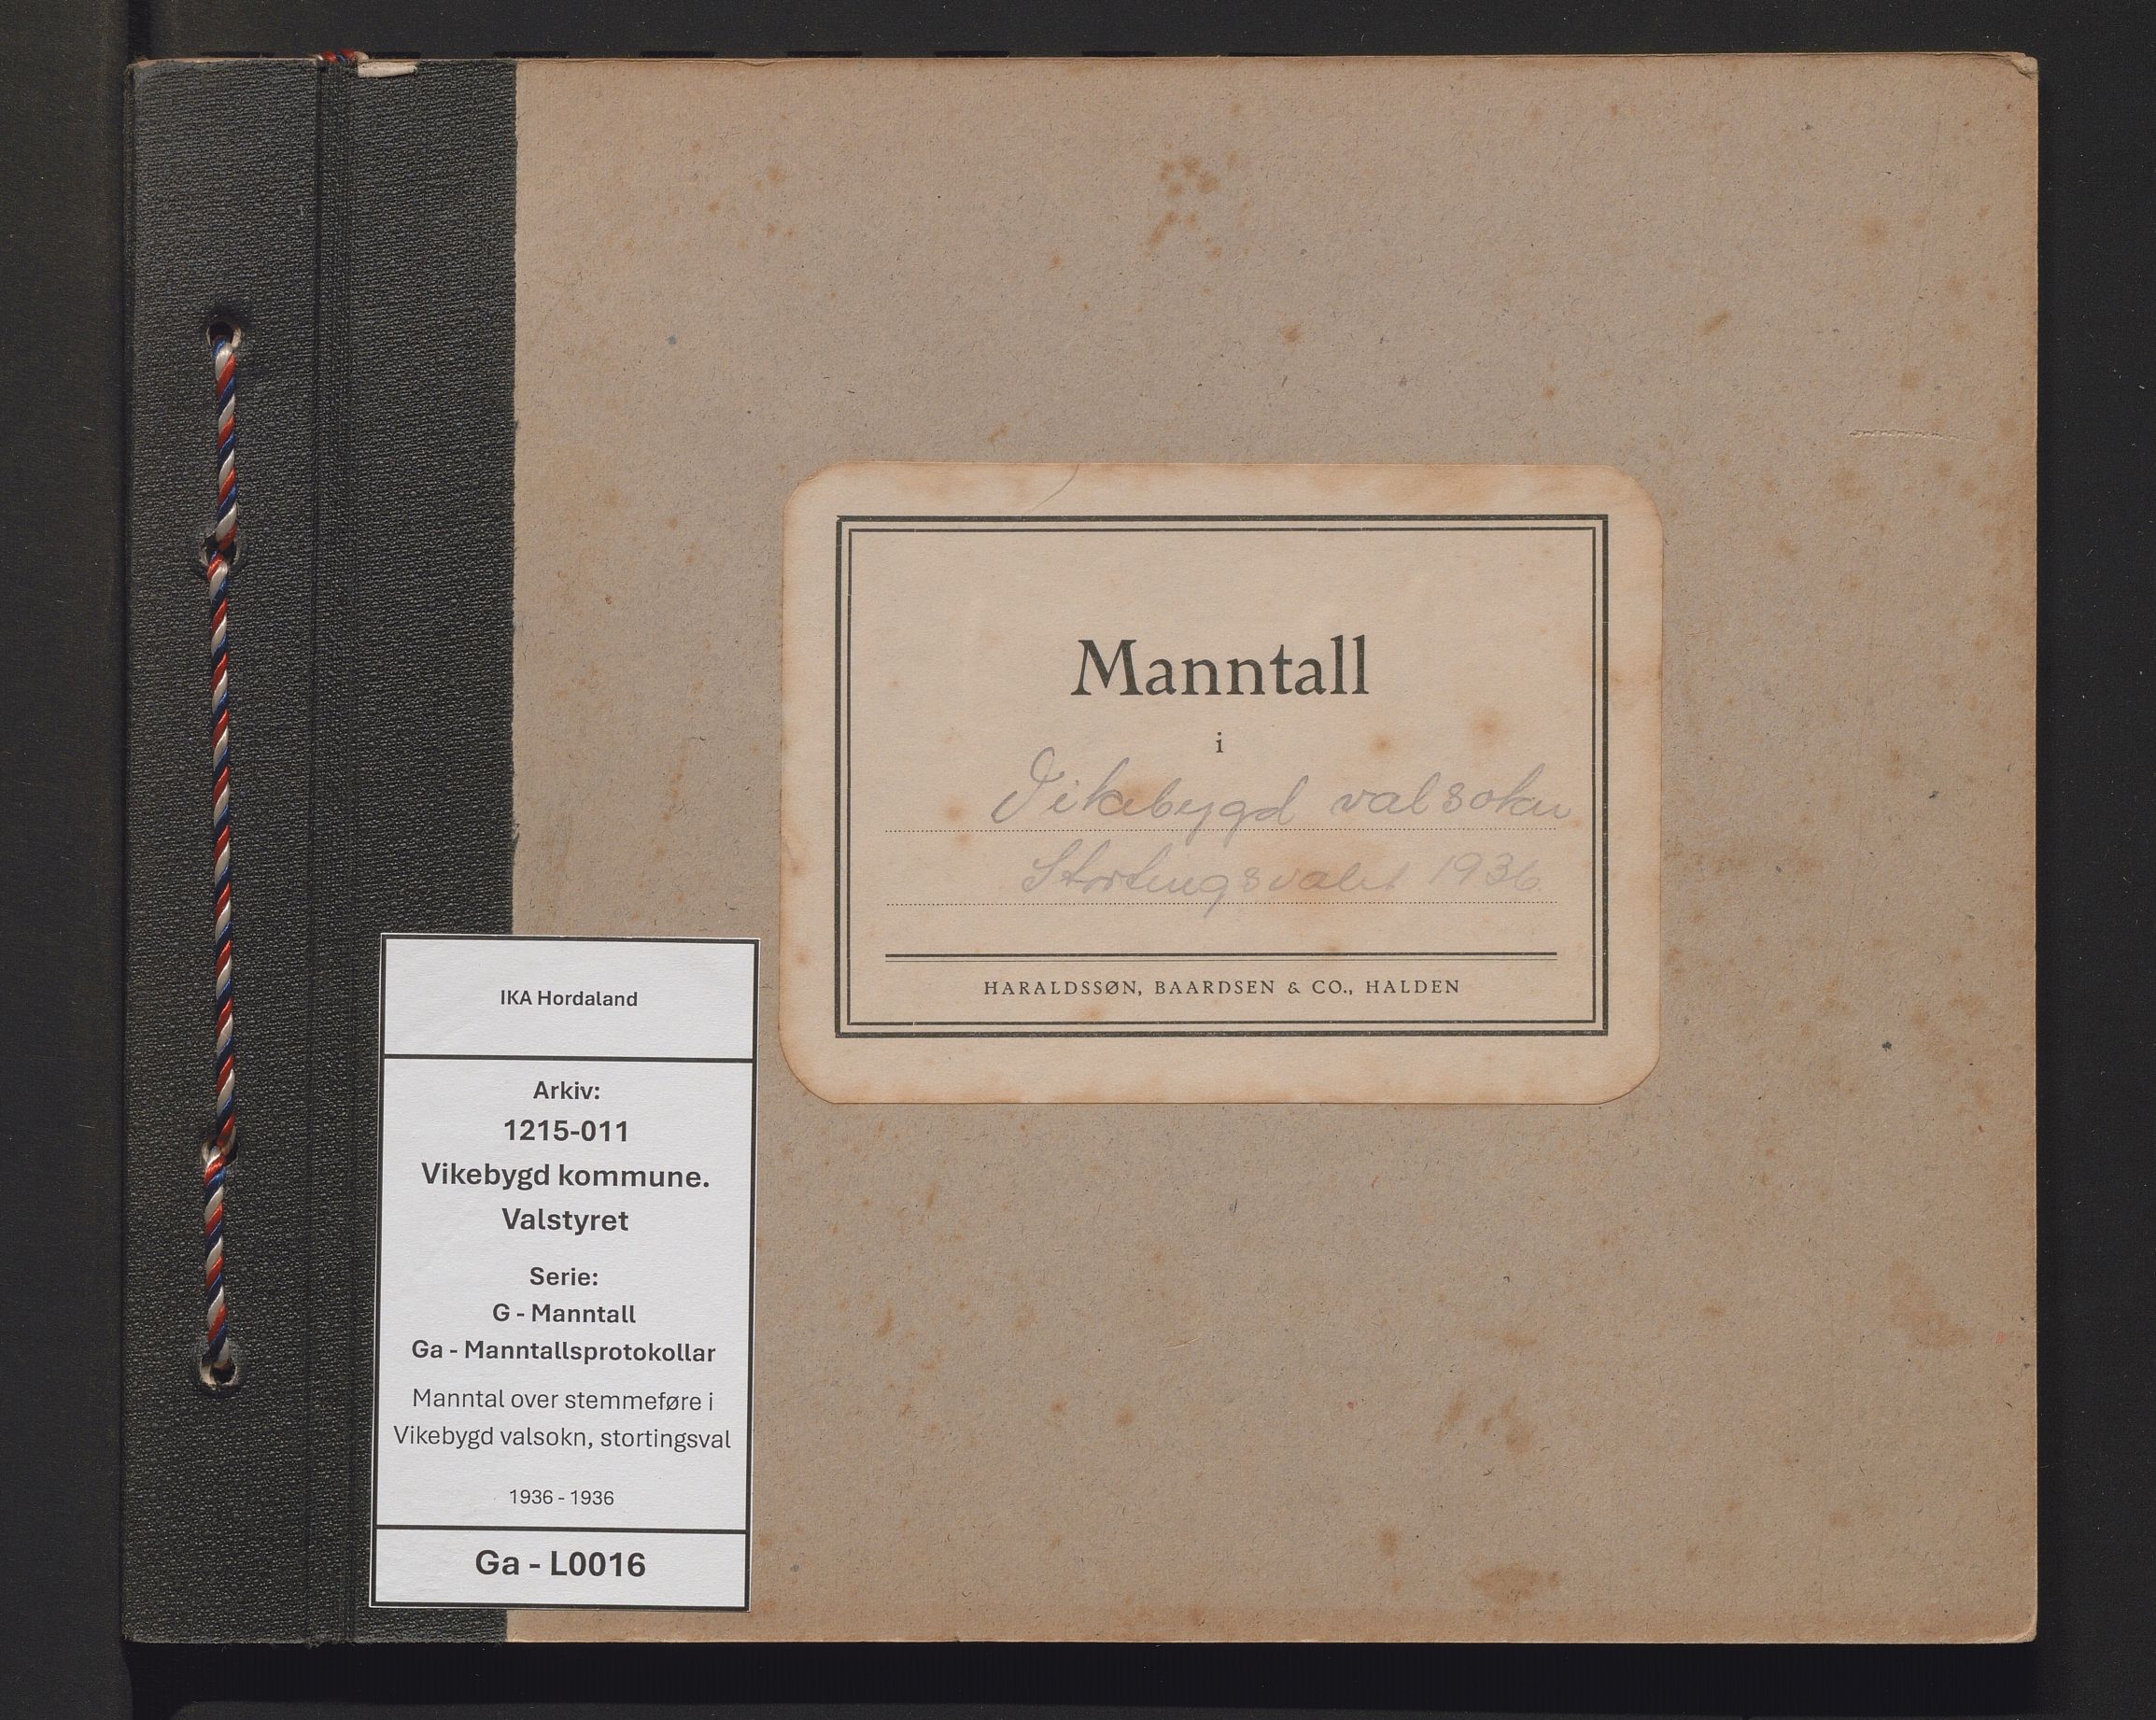 Manntall
i
Vikebygd valsokn
Stortingsvalet 1936.
HARALDSSØN, BAARDSEN & CO., HALDEN
IKA Hordaland
Arkiv:
1215-011
Vikebygd kommune.
Valstyret
Serie:
G - Manntall
Ga - Manntallsprotokollar
Manntal over stemmeføre i
Vikebygd valsokn, stortingsval
1936 - 1936
Ga - L0016